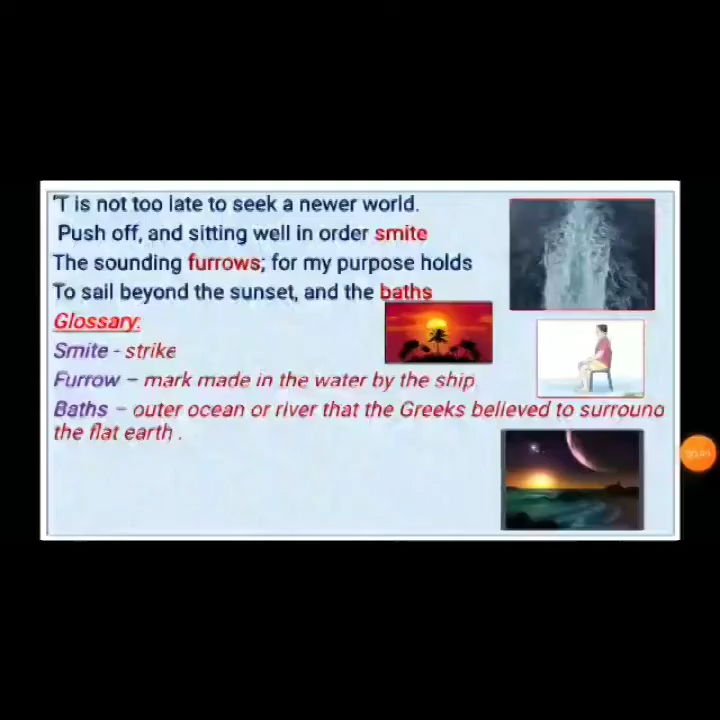 'T is not too late to seek a newer world.
Push off, and sitting well in order smite
The sounding furrows; for my purpose holds
To sail beyond the sunset, and the baths
Glossary:
Smite - strike
Furrow – mark made in the water by the ship
Baths – outer ocean or river that the Greeks believed to surround
the flat earth .